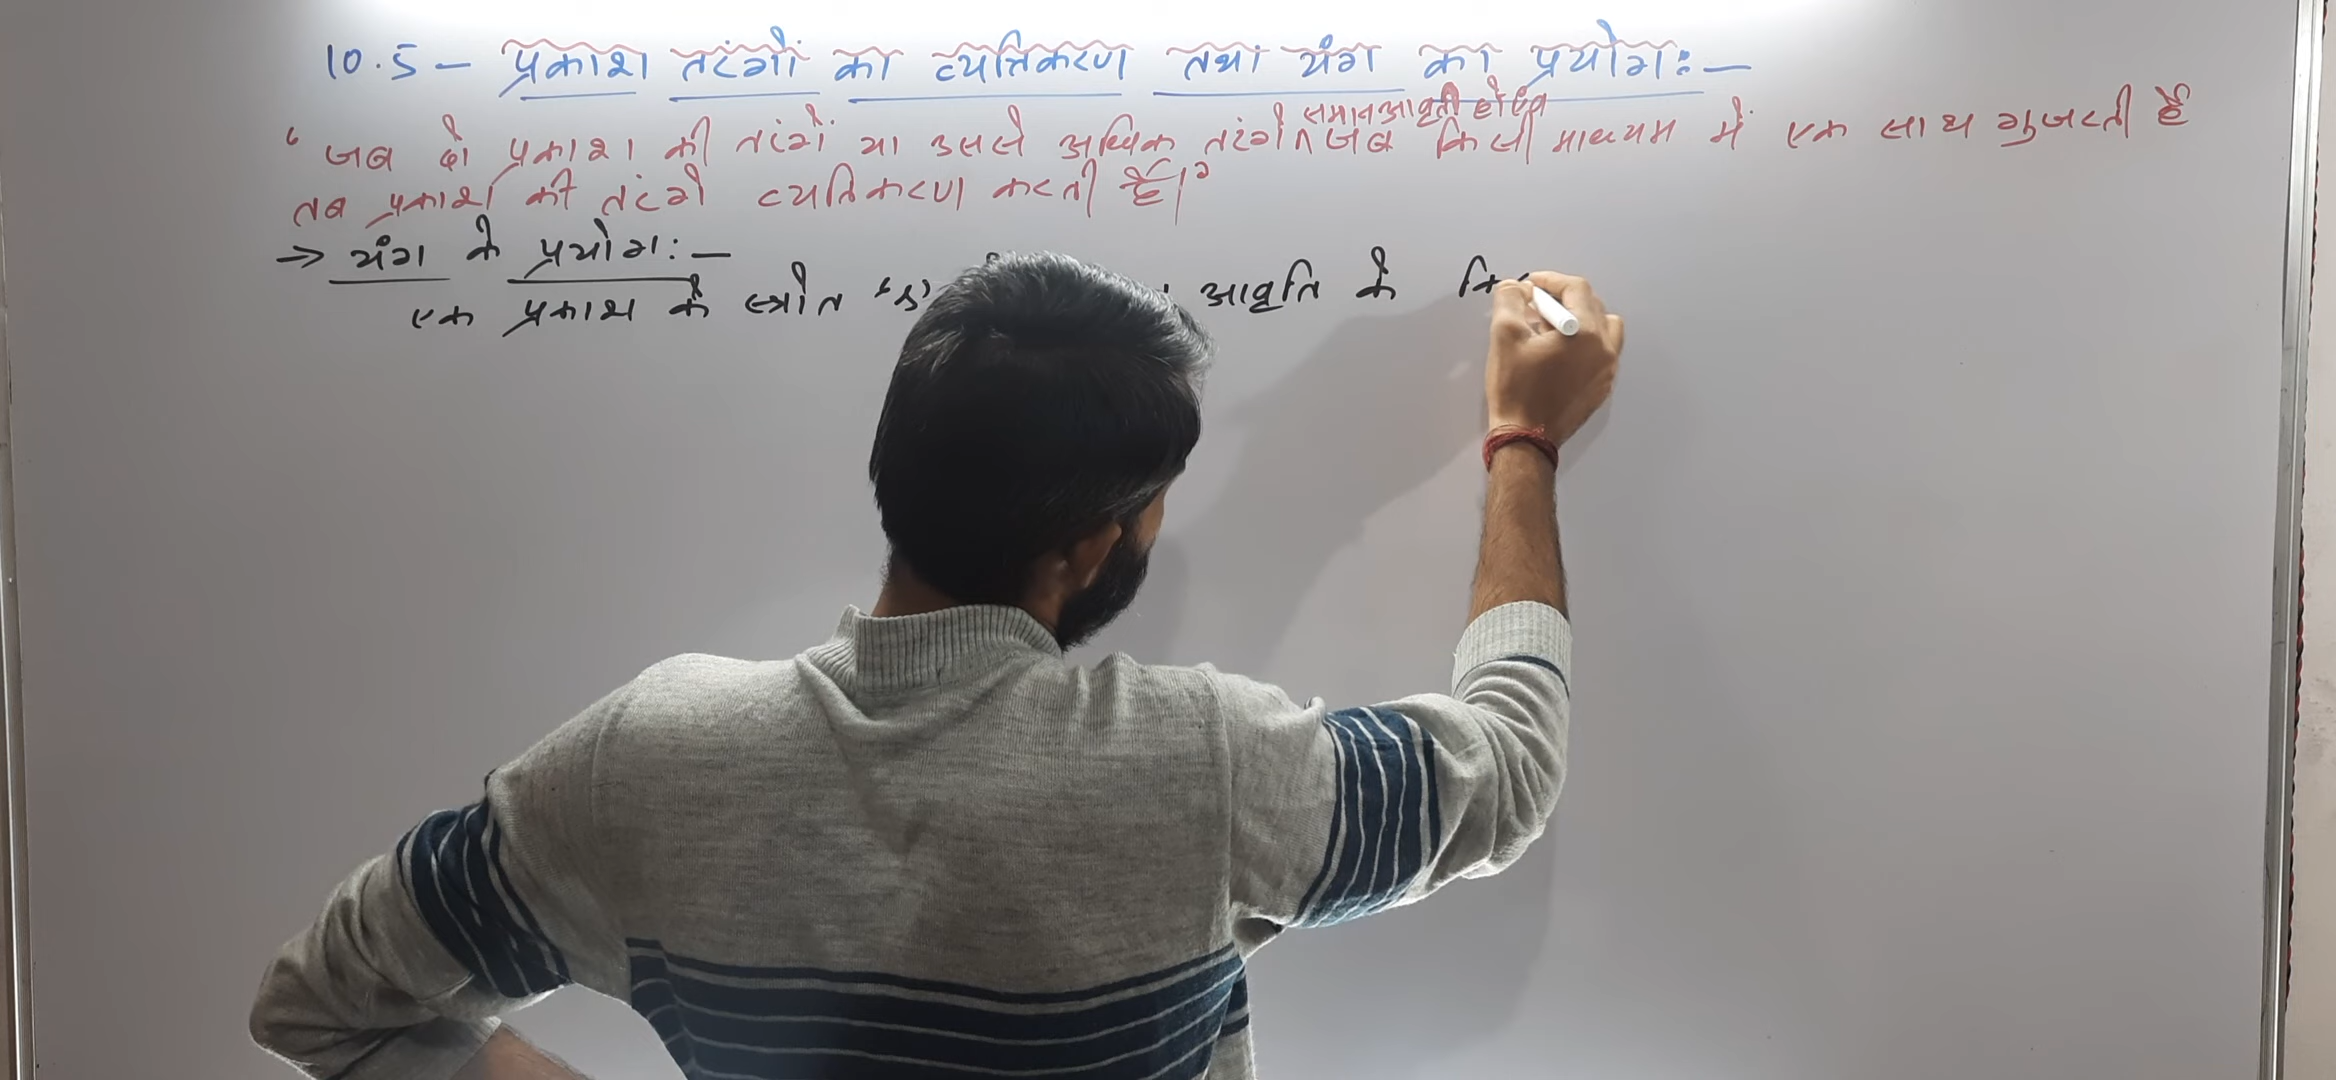 10.5 - प्रकाश तरंगों का व्यतिकरण तथा यंग का प्रयोग:-
समान आवृती हो एवं
“जब दो प्रकाश की तरंगों या उससे अधिक तरंगे ^ जब किसी माध्यम में एक साथ गुजरती हैं
तब प्रकाश की तरंगे व्यतिकरण करती हैं।”
→ यंग के प्रयोग:-
एक प्रकाश के स्त्रोत “S” आवृति के